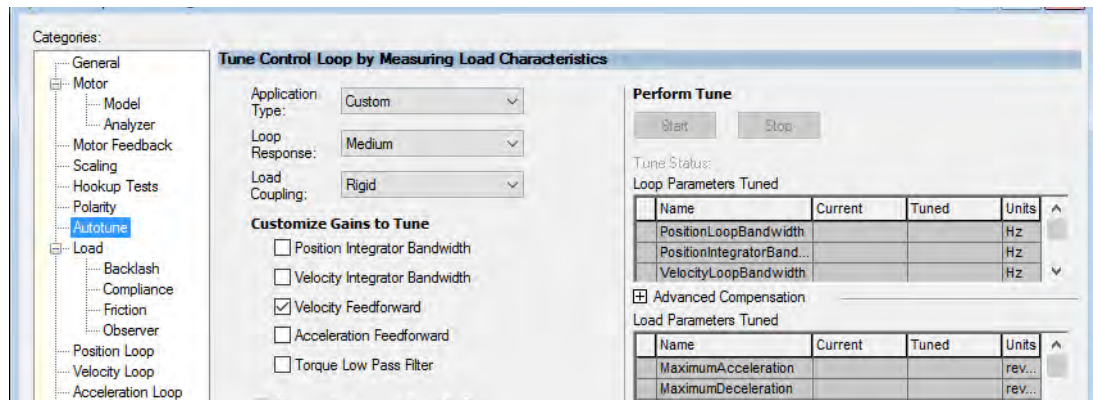 Categories:
General
Motor
Model
Analyzer
Motor Feedback
Scaling
Hookup Tests
Polarity
Autotune
Load
Backlash
Compliance
Friction
Observer
Position Loop
Velocity Loop
Acceleration Loop
Tune Control Loop by Measuring Load Characteristics
Application
Type:
Custom
Loop
Response:
Medium
Load
Coupling:
Rigid
Customize Gains to Tune
Position Integrator Bandwidth
Velocity Integrator Bandwidth
Velocity Feedforward
Acceleration Feedforward
Torque Low Pass Filter
Perform Tune
Start Stop
Tune Status:
Loop Parameters Tuned
Name Current Tuned Units
PositionLoopBandwidth Hz
PositionIntegratorBand... Hz
VelocityLoopBandwidth Hz
Advanced Compensation
Load Parameters Tuned
Name Current Tuned Units
MaximumAcceleration rev...
MaximumDeceleration rev...